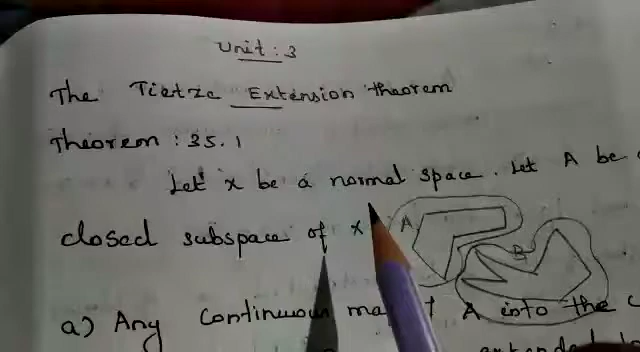 Unit : 3
The Tietze Extension theorem
Theorem : 35.1
Let x be a normal space. Let A be
closed subspace of x A
B
a) Any continuous A into the
extended